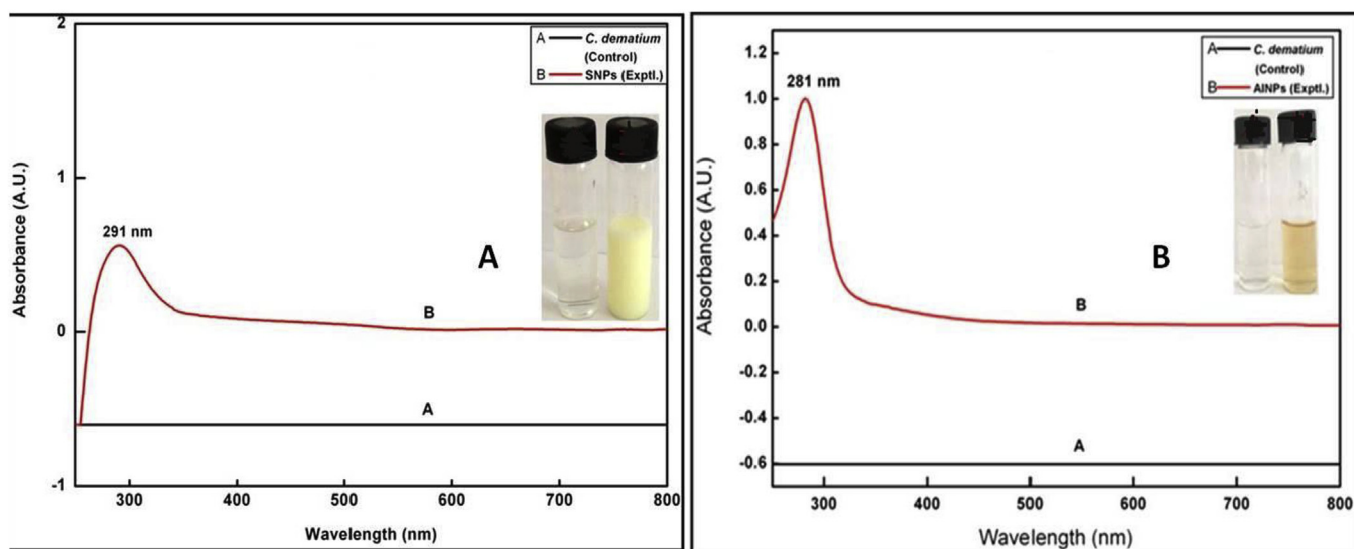 2
1
0
-1
Absorbance (A.U.)
A C. dematium
(Control)
B SNPs (Exptl.)
291 nm
A
B
A
300 400 500 600 700 800
Wavelength (nm)
1.2
1.0
0.8
0.6
0.4
0.2
0.0
-0.2
-0.4
-0.6
Absorbance (A.U.)
A C. dematium
(Control)
B AlNPs (Exptl.)
281 nm
B
B
A
300 400 500 600 700 800
Wavelength (nm)